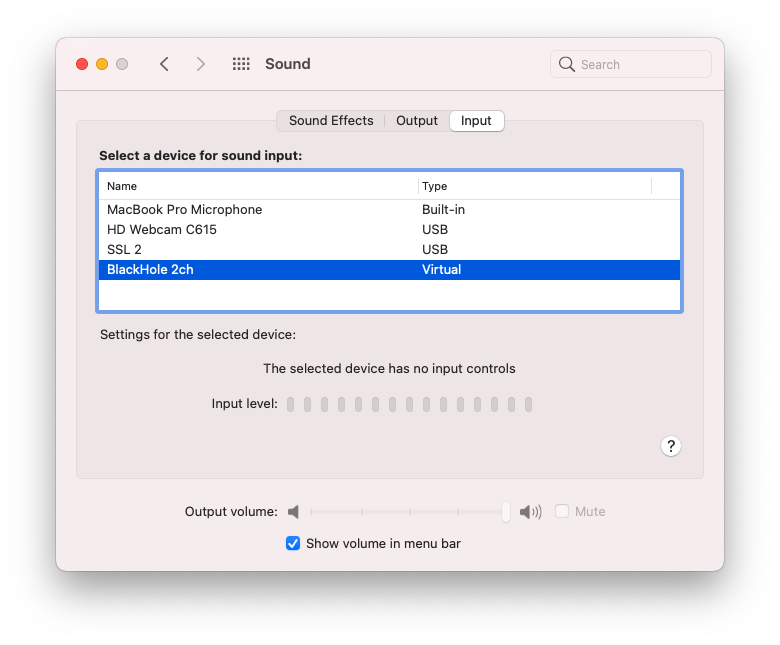 Sound
Search
Sound Effects Output Input
Select a device for sound input:
Name Type
MacBook Pro Microphone Built-in
HD Webcam C615 USB
SSL 2 USB
BlackHole 2ch Virtual
Settings for the selected device:
The selected device has no input controls
Input level:
?
Output volume: Mute
Show volume in menu bar